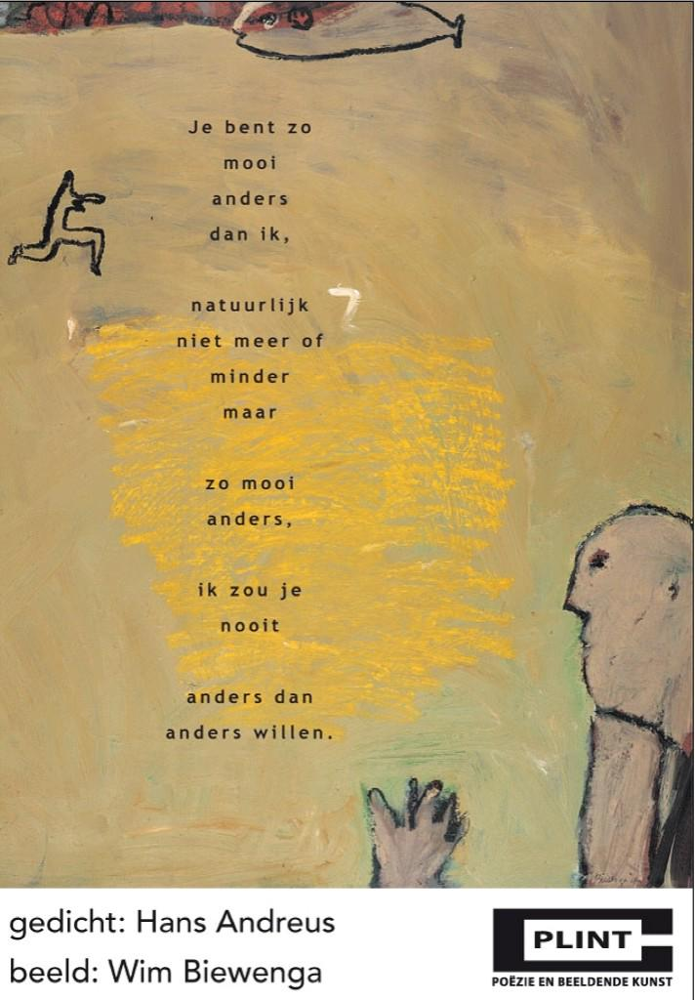 Je bent zo
mooi
anders
dan ik,
natuurlijk
niet meer of
minder
maar
zo mooi
anders,
ik zou je
nooit
anders dan
anders willen.
gedicht: Hans Andreus
beeld: Wim Biewenga
PLINT
POËZIE EN BEELDENDE KUNST